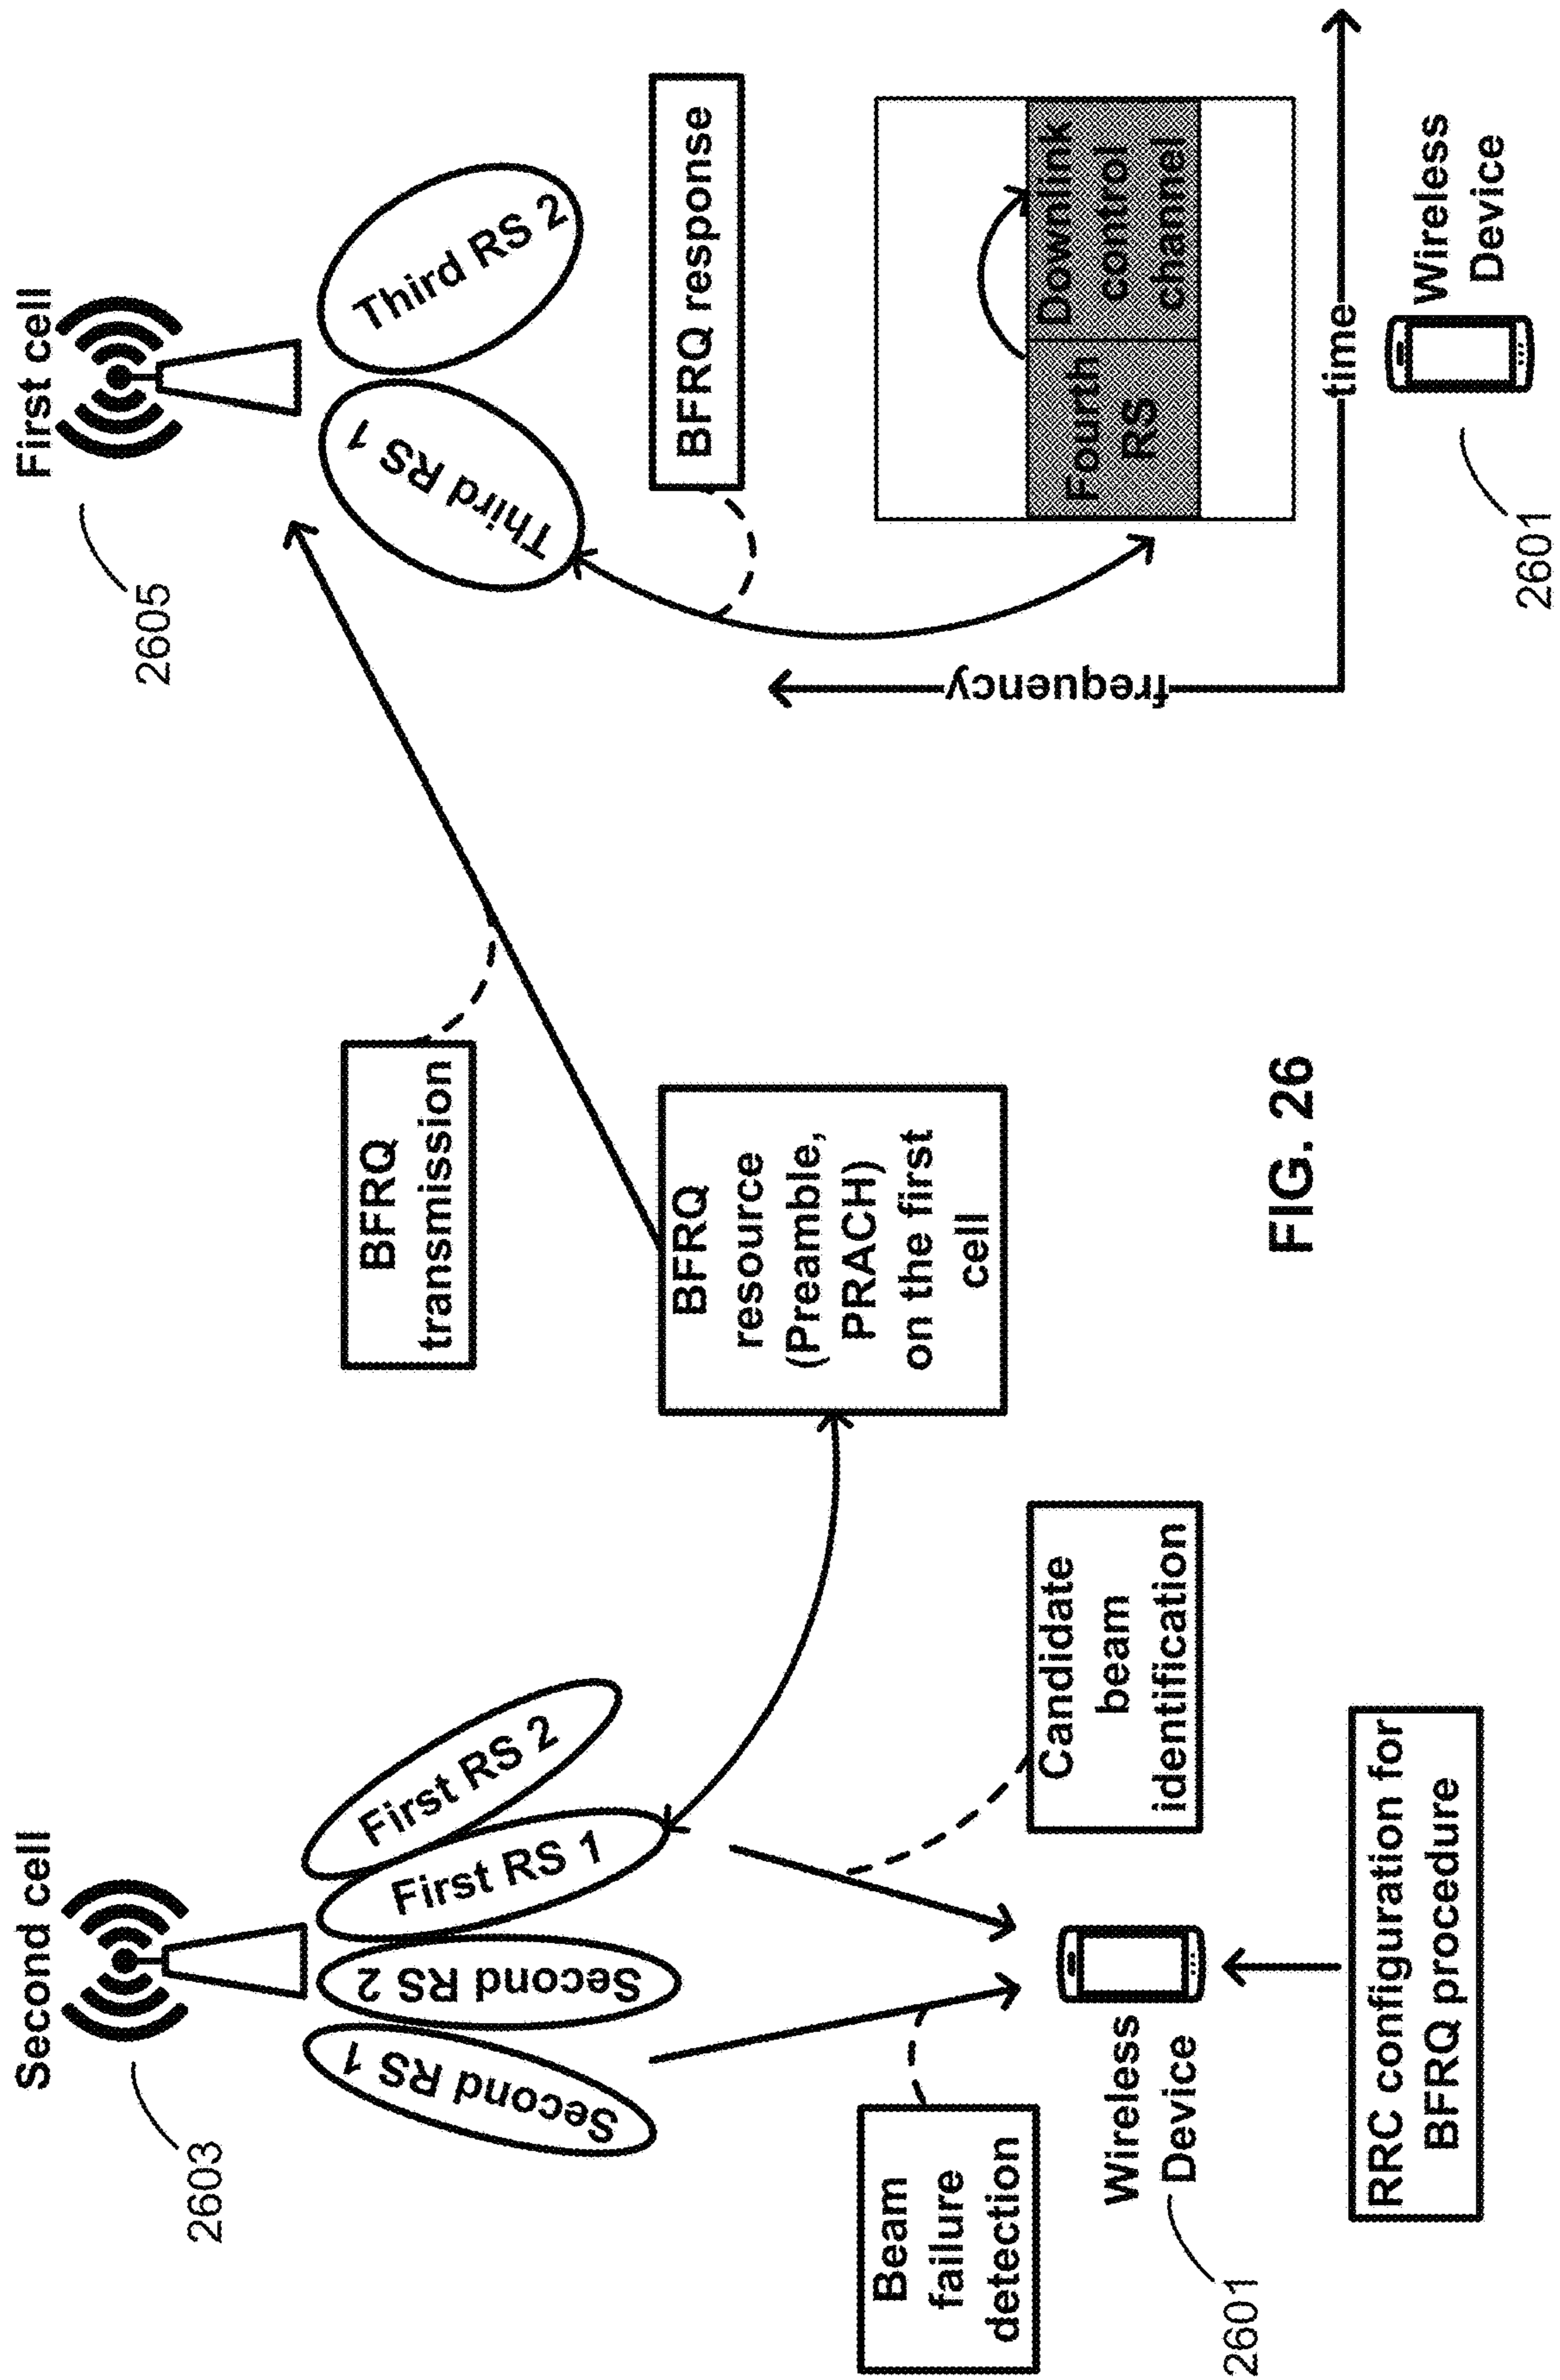 Second cell
2603
Second RS 1
Second RS 2
First RS 1
First RS 2
Beam
failure
detection
Candidate
beam
identification
Wireless
Device
2601
RRC configuration for
BFRQ procedure
BFRQ
transmission
BFRQ
resource
(Preamble,
PRACH)
on the first
cell
First cell
2605
Third RS 1
Third RS 2
BFRQ response
frequency
Fourth
RS
Downlink
control
channel
time
Wireless
Device
2601
FIG. 26